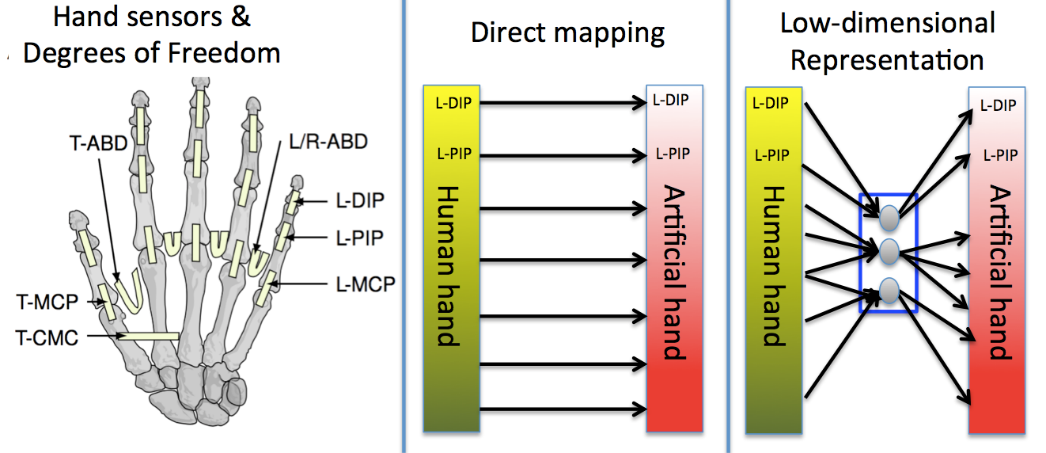 Hand sensors &
Degrees of Freedom
T-ABD
L/R-ABD
L-DIP
L-PIP
L-MCP
T-MCP
T-CMC
Direct mapping
L-DIP
L-PIP
Human hand
L-DIP
L-PIP
Artificial hand
Low-dimensional
Representation
L-DIP
L-PIP
Human hand
L-DIP
L-PIP
Artificial hand